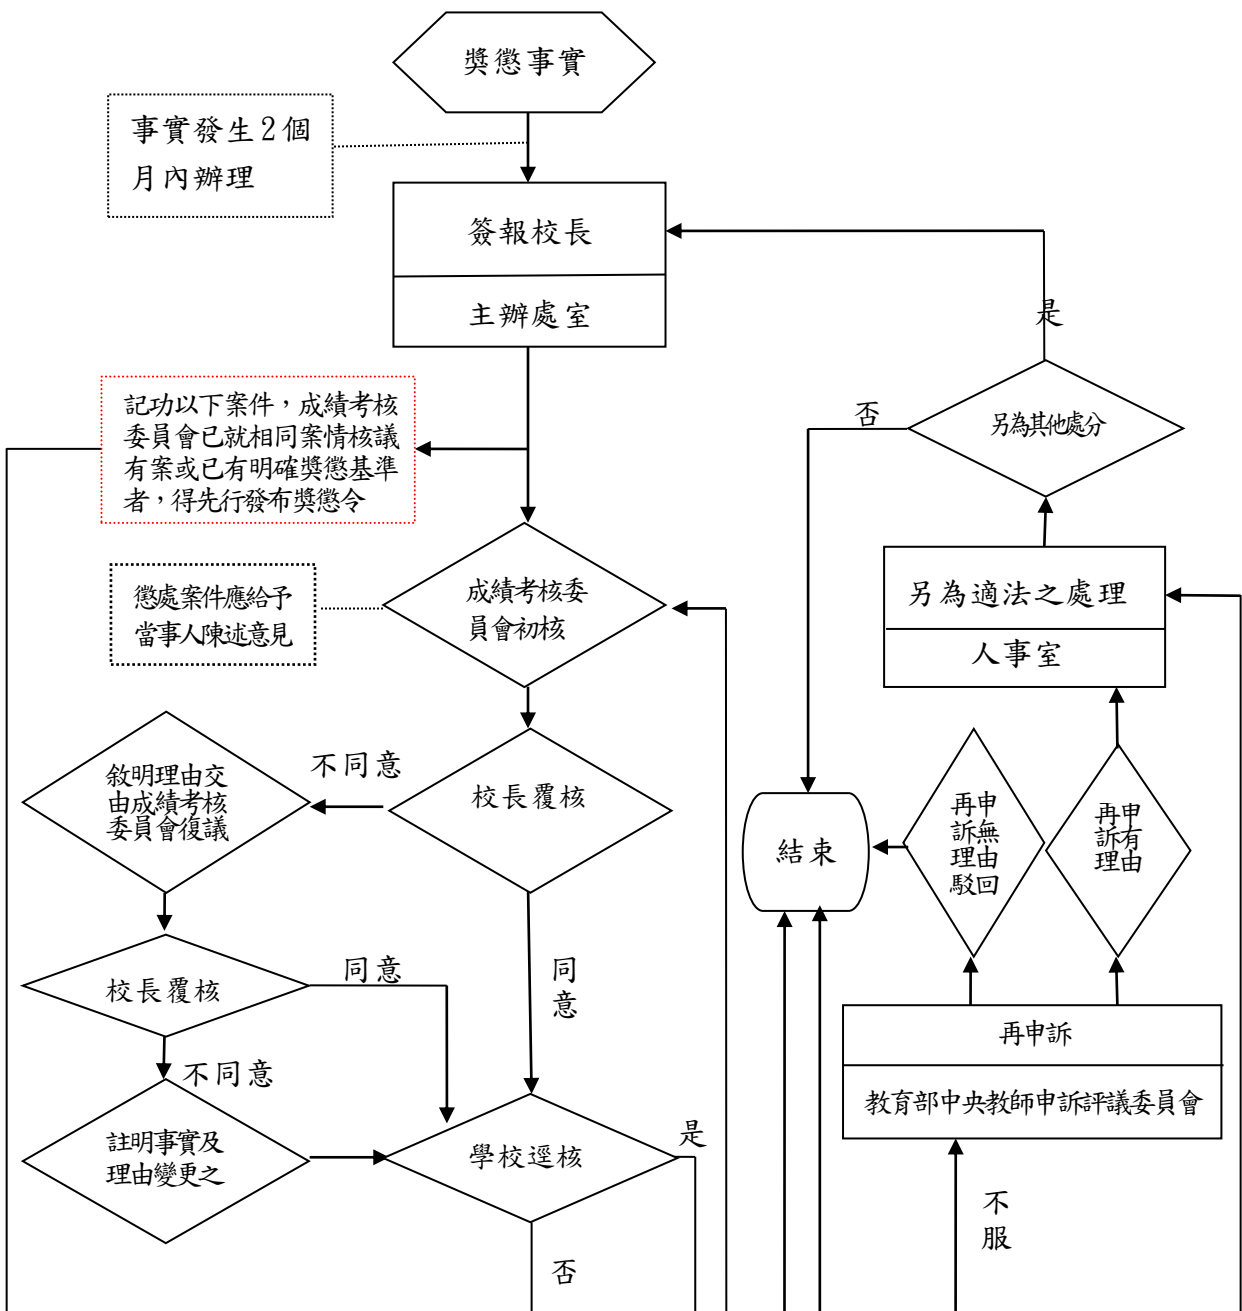 獎懲事實
事實發生2個
月內辦理
簽報校長
主辦處室
是
記功以下案件，成績考核
委員會已就相同案情核議
有案或已有明確獎懲基準
者，得先行發布獎懲令
否
另為其他處分
懲處案件應給予
當事人陳述意見
成績考核委
員會初核
另為適法之處理
人事室
不同意
敘明理由交
由成績考核
委員會復議
校長覆核
結束
再申
訴無
理由
駁回
再申
訴有
理由
校長覆核
同意
同
意
再申訴
教育部中央教師申訴評議委員會
不同意
註明事實及
理由變更之
學校逕核
是
不
服
否